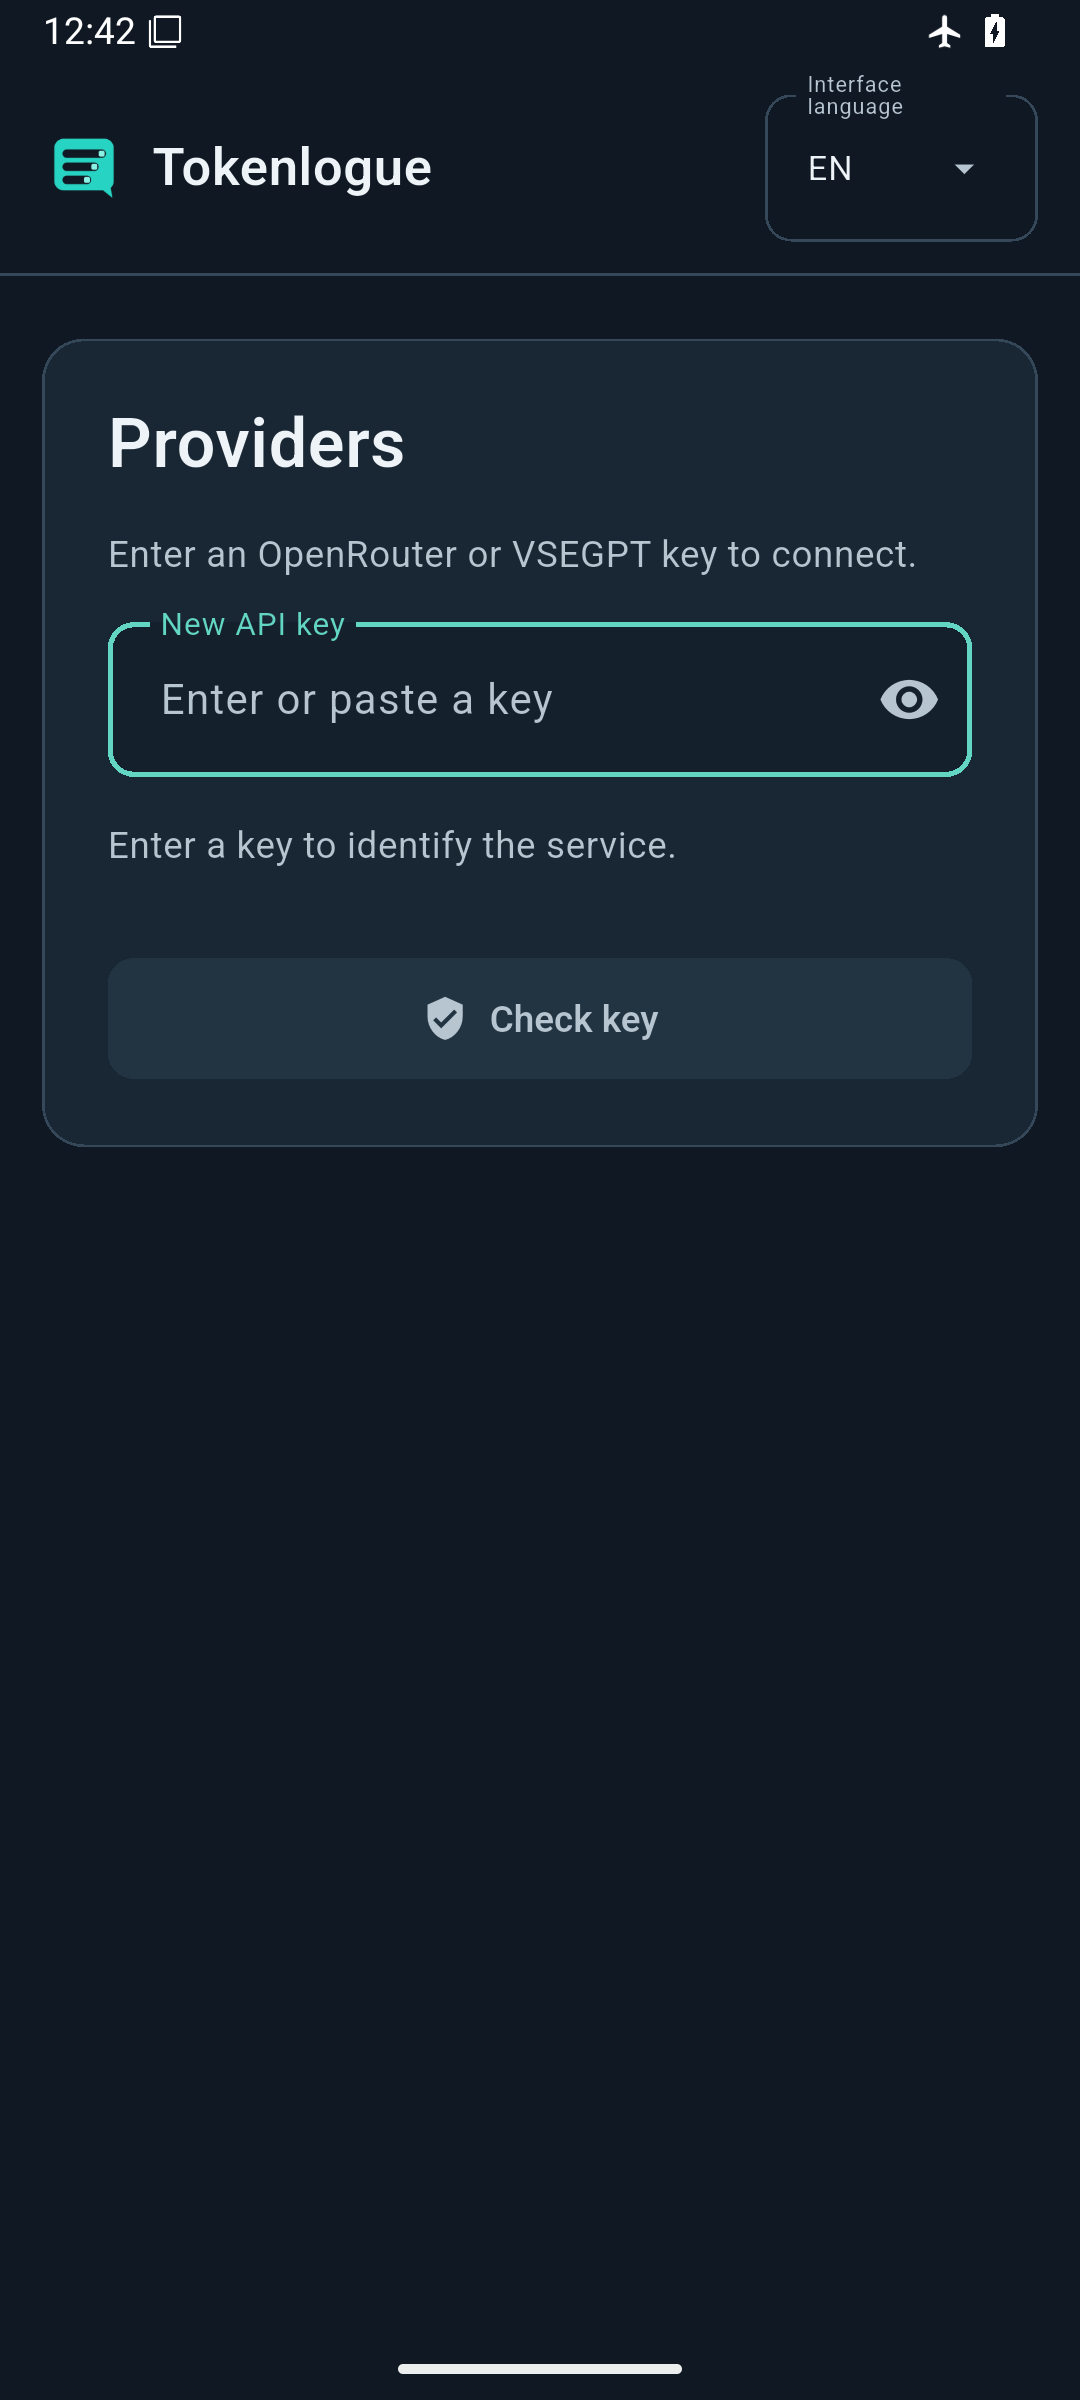 12:42
Interface
language
Tokenlogue
EN
Providers
Enter an OpenRouter or VSEGPT key to connect.
New API key
Enter or paste a key
Enter a key to identify the service.
Check key